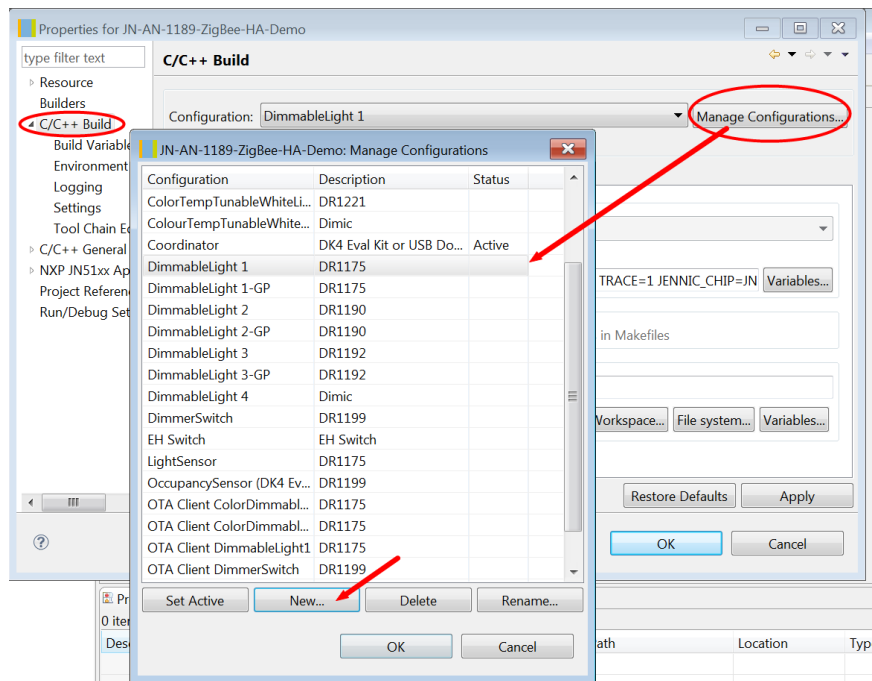 Properties for JN-AN-1189-ZigBee-HA-Demo
type filter text
C/C++ Build
Resource
Builders
C/C++ Build
Build Variable
Environment
Logging
Settings
Tool Chain Ed
C/C++ General
NXP JN51xx Ap
Project Referen
Run/Debug Set
Configuration: DimmableLight 1 Manage Configurations...
JN-AN-1189-ZigBee-HA-Demo: Manage Configurations
Configuration Description Status
ColorTempTunableWhiteLi... DR1221
ColourTempTunableWhite... Dimic
Coordinator DK4 Eval Kit or USB Do... Active
DimmableLight 1 DR1175
DimmableLight 1-GP DR1175
DimmableLight 2 DR1190
DimmableLight 2-GP DR1190
DimmableLight 3 DR1192
DimmableLight 3-GP DR1192
DimmableLight 4 Dimic
DimmerSwitch DR1199
EH Switch EH Switch
LightSensor DR1175
OccupancySensor (DK4 Ev... DR1199
OTA Client ColorDimmabl... DR1175
OTA Client ColorDimmabl... DR1175
OTA Client DimmableLight1 DR1175
OTA Client DimmerSwitch DR1199
Set Active New... Delete Rename...
OK Cancel
TRACE=1 JENNIC_CHIP=JN Variables...
in Makefiles
Workspace... File system... Variables...
Restore Defaults Apply
OK Cancel
Pr
0 iter
Des ath Location Typ